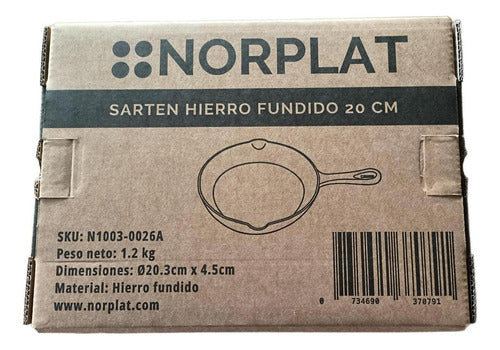 NORPLAT
SARTEN HIERRO FUNDIDO 20 CM
SKU: N1003-0026A
Peso neto: 1.2 kg
Dimensiones: Ø20.3cm x 4.5cm
Material: Hierro fundido
www.norplat.com
0 734690 370791